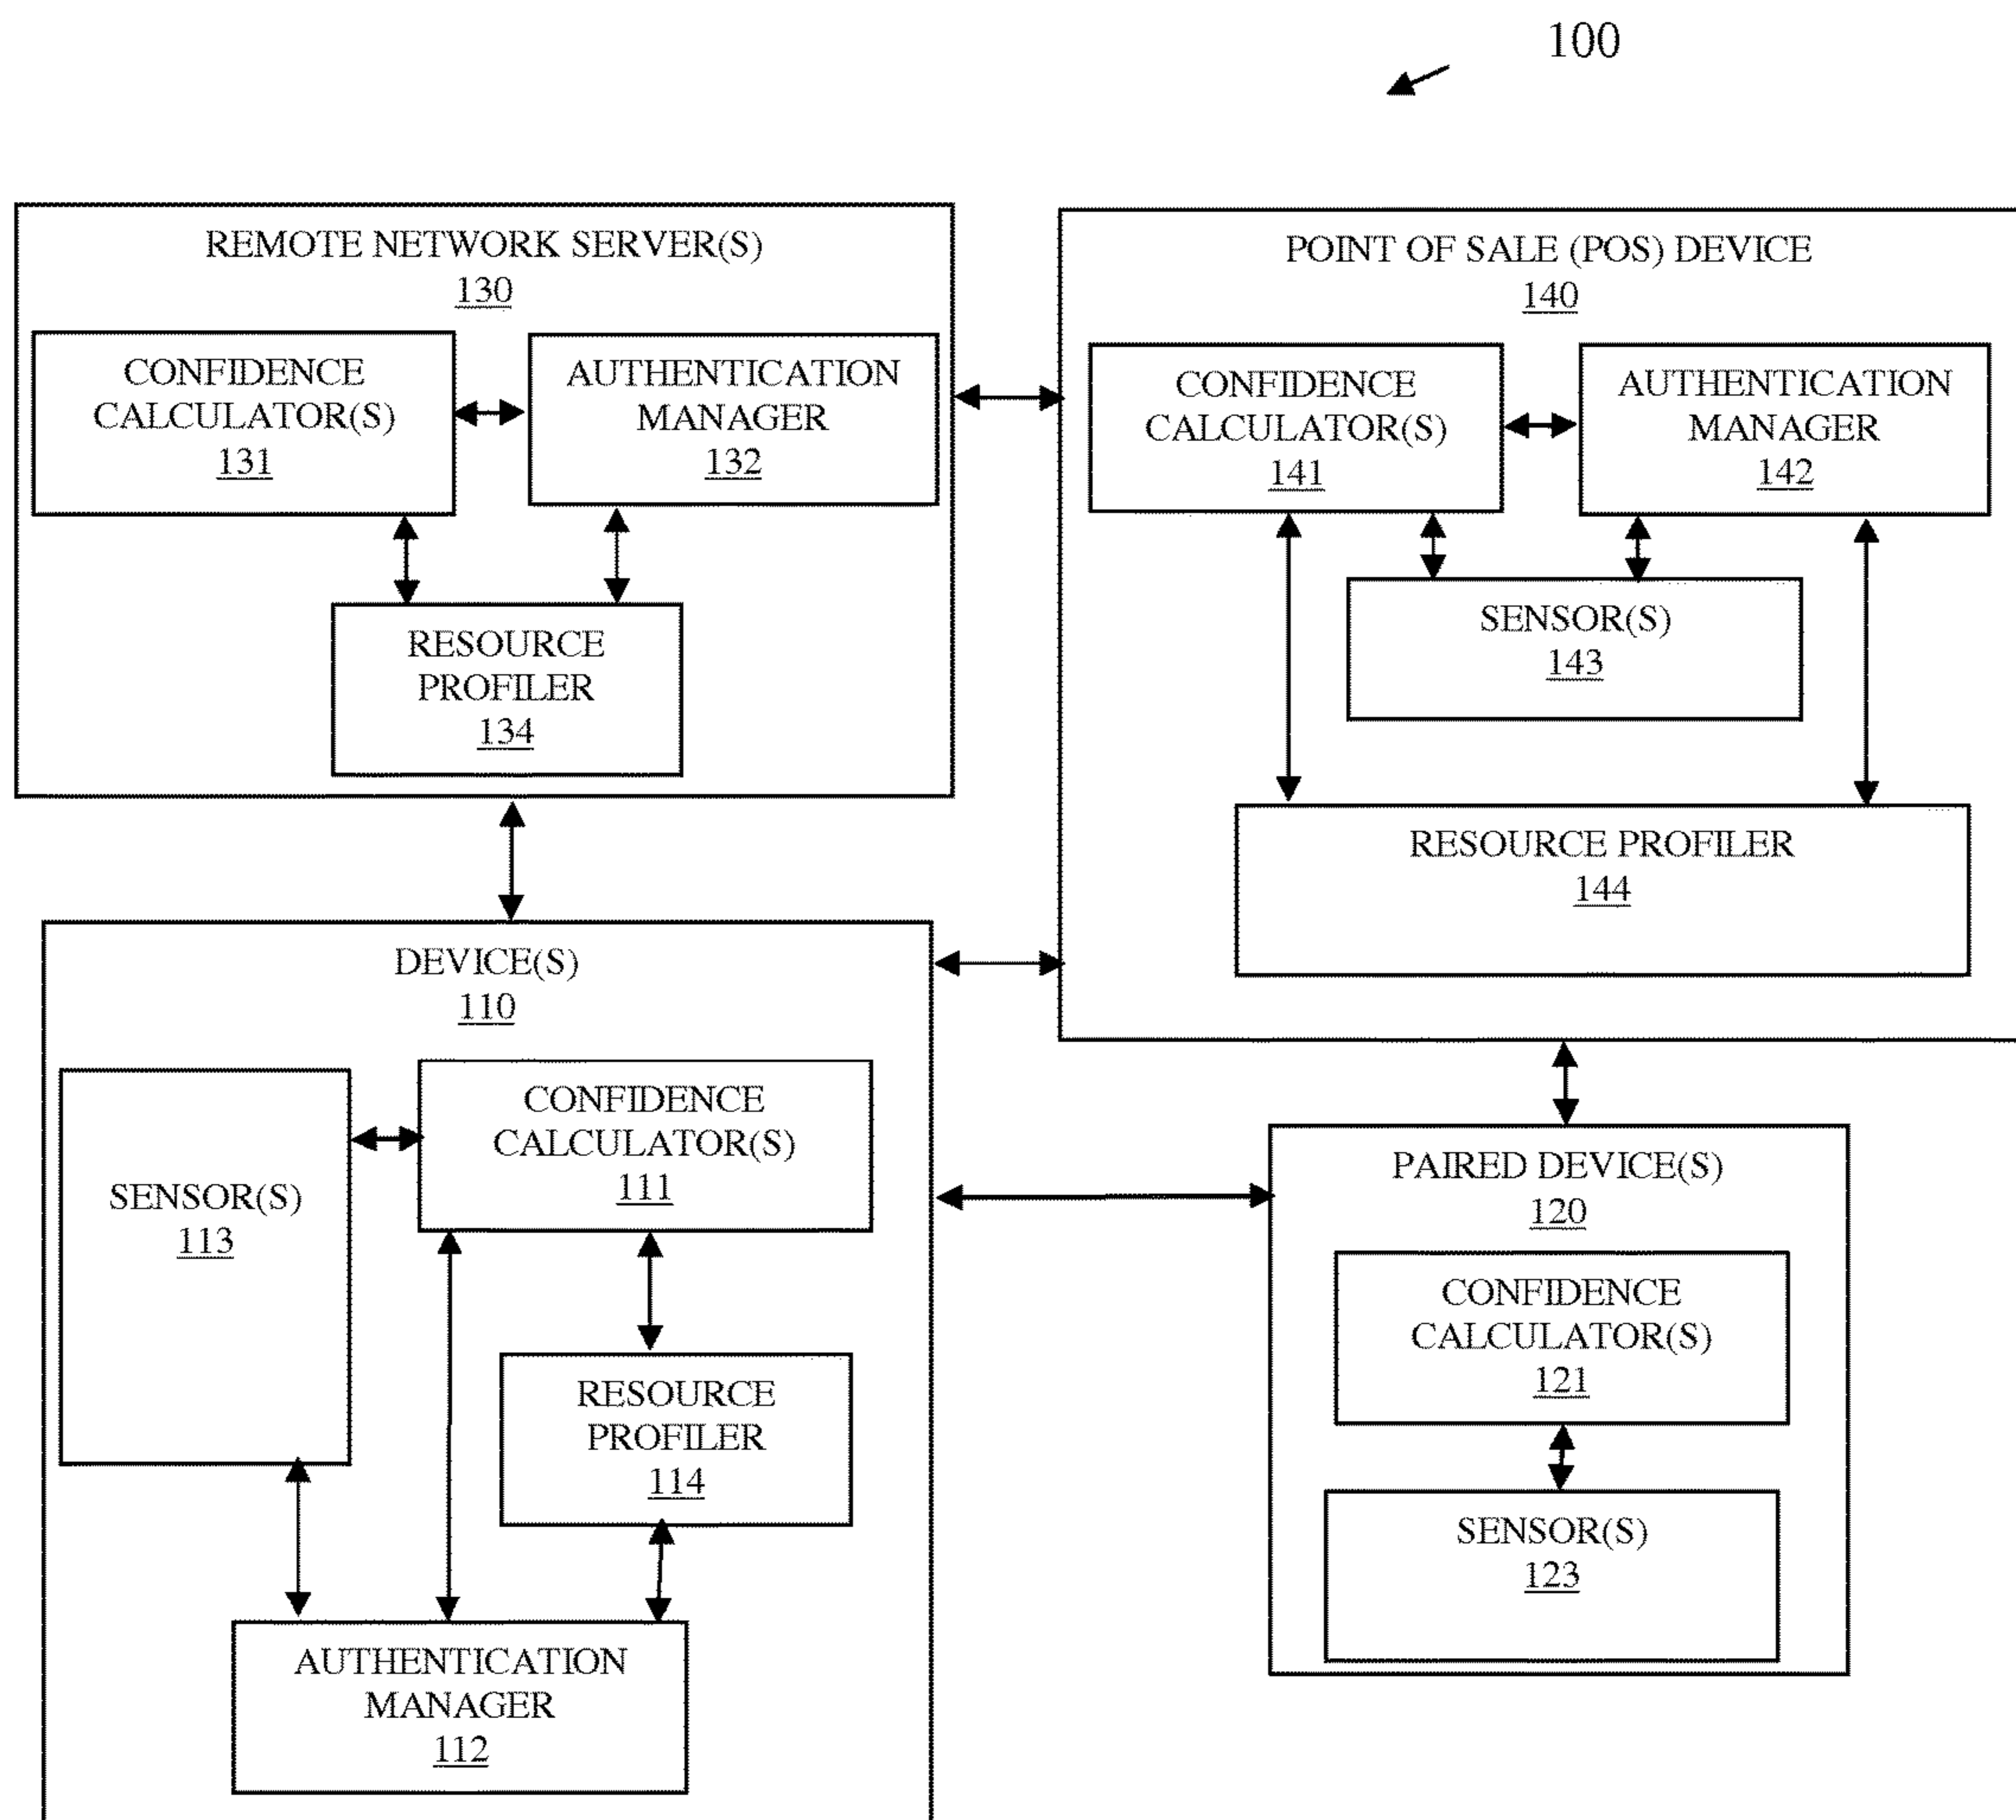 100
REMOTE NETWORK SERVER(S)
130
CONFIDENCE
CALCULATOR(S)
131
AUTHENTICATION
MANAGER
132
RESOURCE
PROFILER
134
POINT OF SALE (POS) DEVICE
140
CONFIDENCE
CALCULATOR(S)
141
AUTHENTICATION
MANAGER
142
SENSOR(S)
143
RESOURCE PROFILER
144
DEVICE(S)
110
SENSOR(S)
113
CONFIDENCE
CALCULATOR(S)
111
RESOURCE
PROFILER
114
AUTHENTICATION
MANAGER
112
PAIRED DEVICE(S)
120
CONFIDENCE
CALCULATOR(S)
121
SENSOR(S)
123